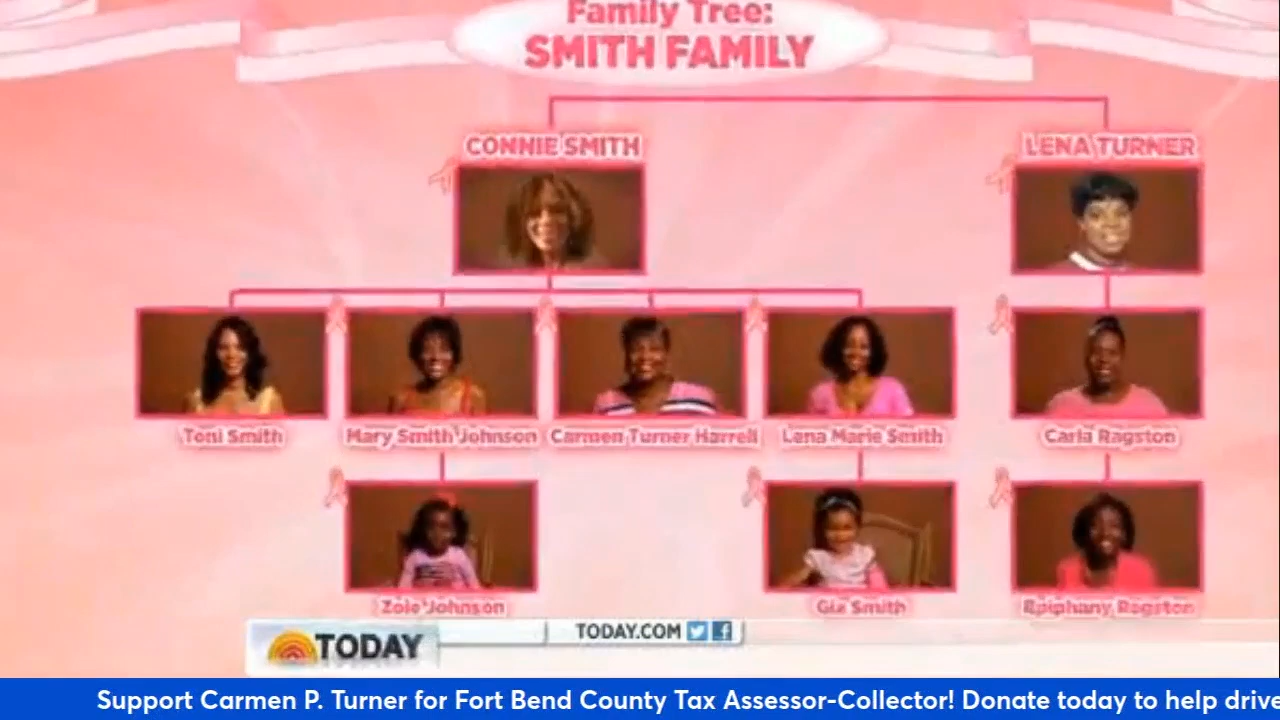 Family Tree:
SMITH FAMILY
CONNIE SMITH
LENA TURNER
Toni Smith
Mary Smith Johnson
Carmen Turner Harrell
Lena Marie Smith
Carla Ragston
Zoie Johnson
Gia Smith
Epiphany Ragston
TODAY.COM
TODAY
Support Carmen P. Turner for Fort Bend County Tax Assessor-Collector! Donate today to help drive